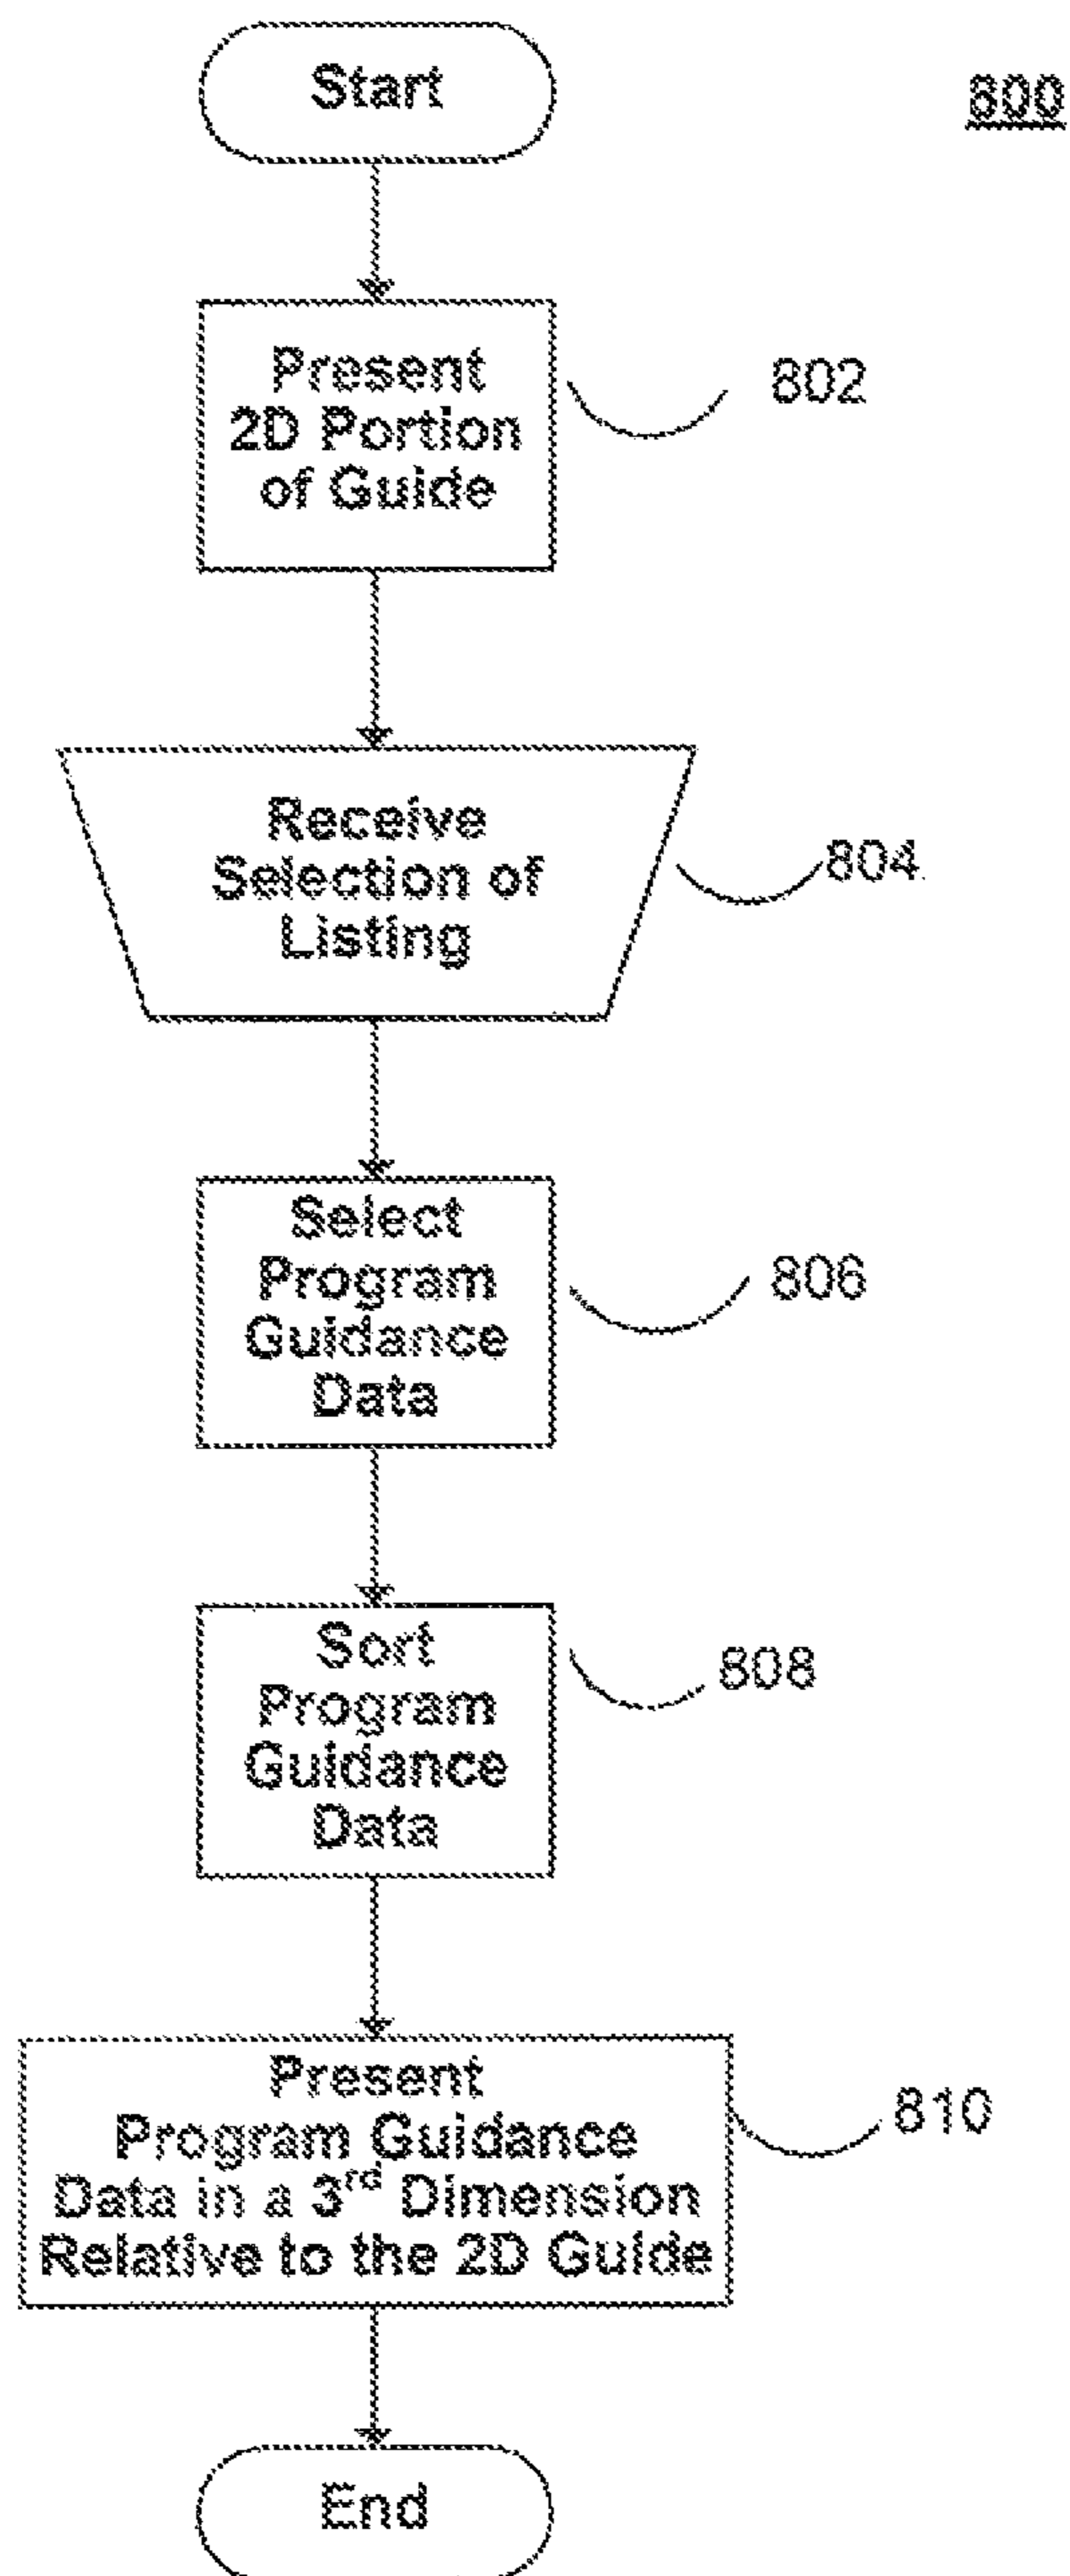 Start
800
Present
2D Portion
of Guide
802
Receive
Selection of
Listing
804
Select
Program
Guidance
Data
806
Sort
Program
Guidance
Data
808
Present
Program Guidance
Data in a 3rd Dimension
Relative to the 2D Guide
810
End